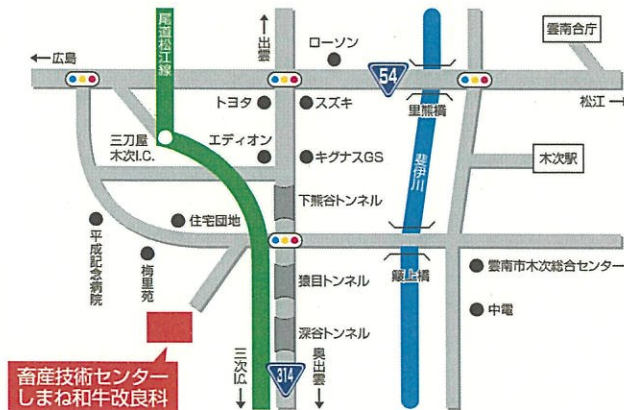 尾道松江線
↑出雲
ローソン
雲南合庁
←広島
54
松江→
トヨタ
スズキ
里熊橋
三刀屋
木次I.C.
エディオン
キグナスGS
斐伊川
木次駅
下熊谷トンネル
住宅団地
平成記念病院
梅里苑
猿目トンネル
簸上橋
雲南市木次総合センター
深谷トンネル
中電
畜産技術センター
しまね和牛改良科
三次I.C.↓
314
奥出雲↓